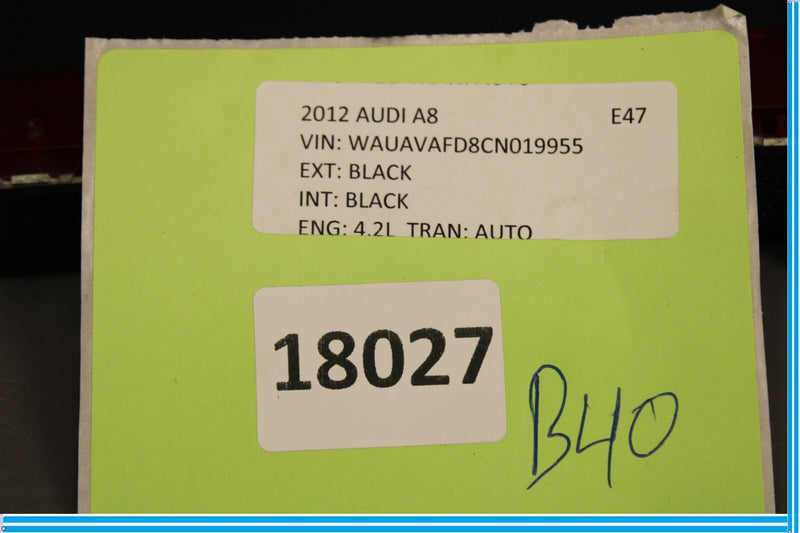 2012 AUDI A8 E47
VIN: WAUAVAFD8CN019955
EXT: BLACK
INT: BLACK
ENG: 4.2L TRAN: AUTO
18027
B40